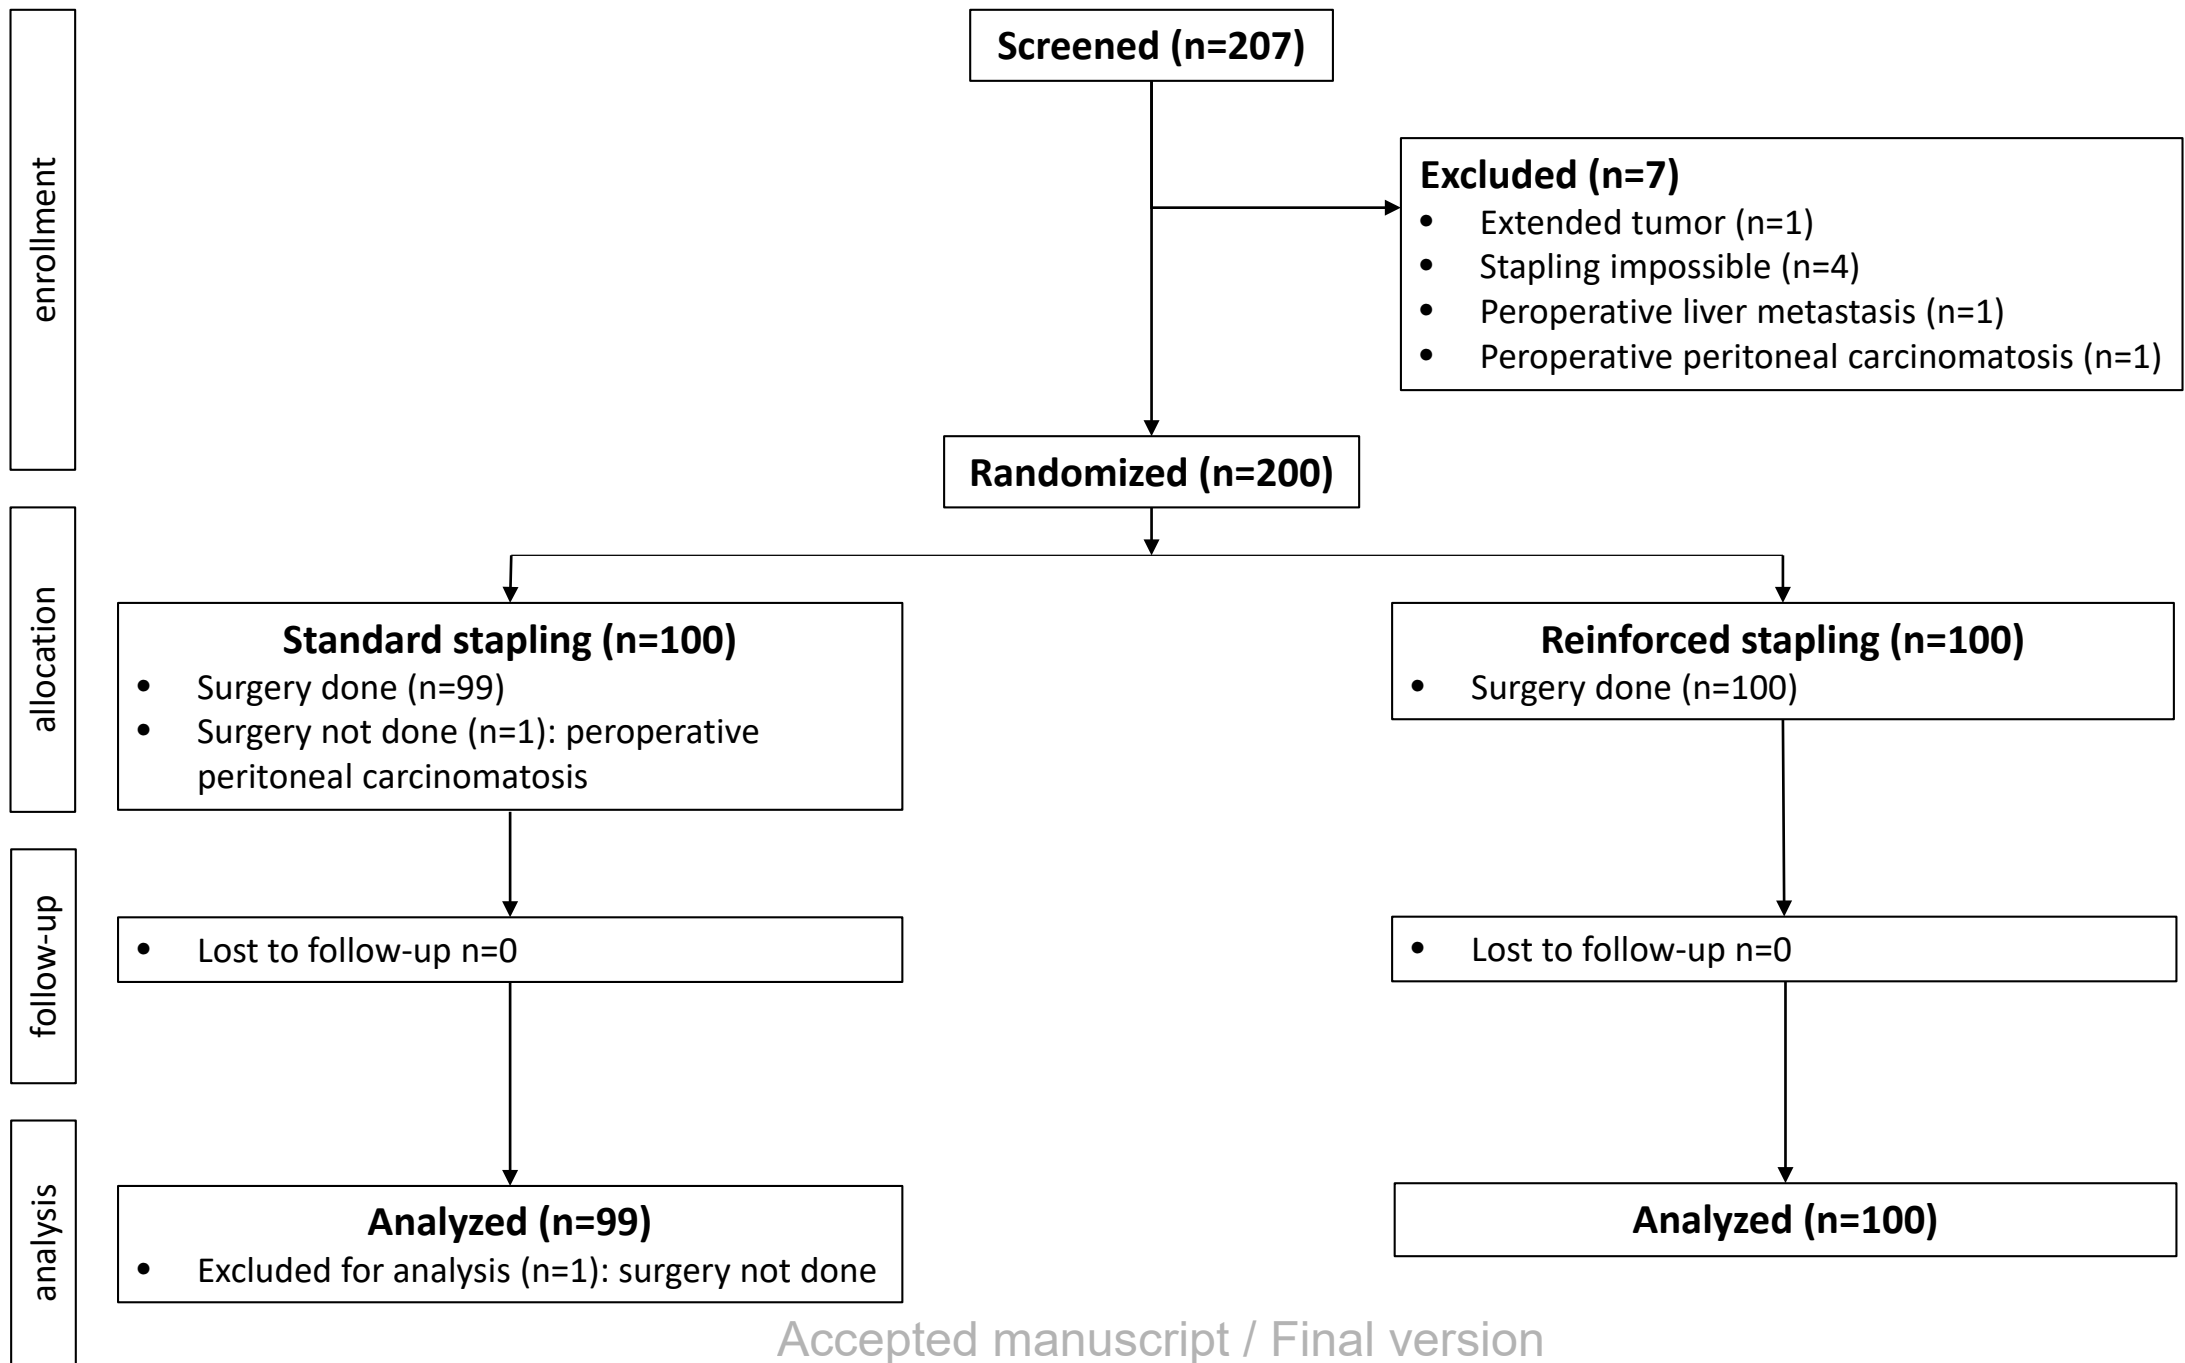 enrollment
Screened (n=207)
Excluded (n=7)
• Extended tumor (n=1)
• Stapling impossible (n=4)
• Peroperative liver metastasis (n=1)
• Peroperative peritoneal carcinomatosis (n=1)
Randomized (n=200)
allocation
Standard stapling (n=100)
• Surgery done (n=99)
• Surgery not done (n=1): peroperative
peritoneal carcinomatosis
Reinforced stapling (n=100)
• Surgery done (n=100)
follow-up
• Lost to follow-up n=0
• Lost to follow-up n=0
analysis
Analyzed (n=99)
• Excluded for analysis (n=1): surgery not done
Analyzed (n=100)
Accepted manuscript / Final version